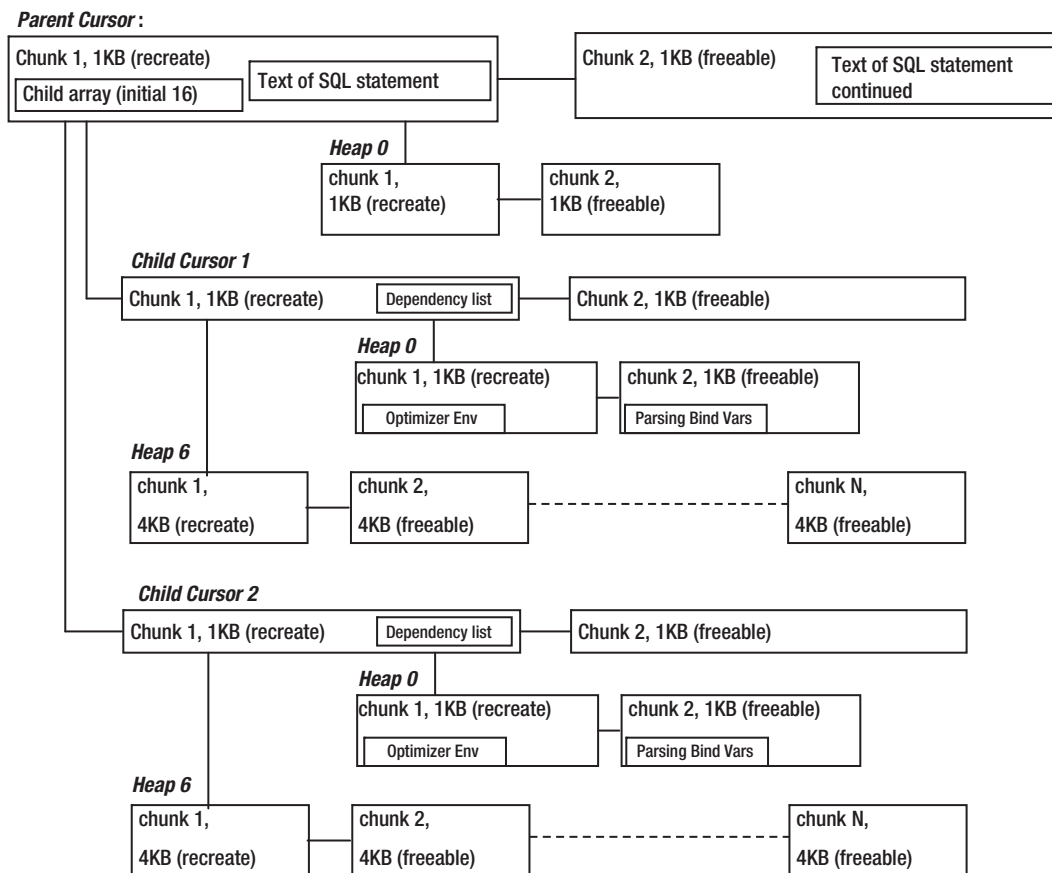 Parent Cursor :
Chunk 1, 1KB (recreate)
Child array (initial 16)
Text of SQL statement
Chunk 2, 1KB (freeable)
Text of SQL statement
continued
Heap 0
chunk 1,
1KB (recreate)
chunk 2,
1KB (freeable)
Child Cursor 1
Chunk 1, 1KB (recreate)
Dependency list
Chunk 2, 1KB (freeable)
Heap 0
chunk 1, 1KB (recreate)
Optimizer Env
chunk 2, 1KB (freeable)
Parsing Bind Vars
Heap 6
chunk 1,
4KB (recreate)
chunk 2,
4KB (freeable)
chunk N,
4KB (freeable)
Child Cursor 2
Chunk 1, 1KB (recreate)
Dependency list
Chunk 2, 1KB (freeable)
Heap 0
chunk 1, 1KB (recreate)
Optimizer Env
chunk 2, 1KB (freeable)
Parsing Bind Vars
Heap 6
chunk 1,
4KB (recreate)
chunk 2,
4KB (freeable)
chunk N,
4KB (freeable)